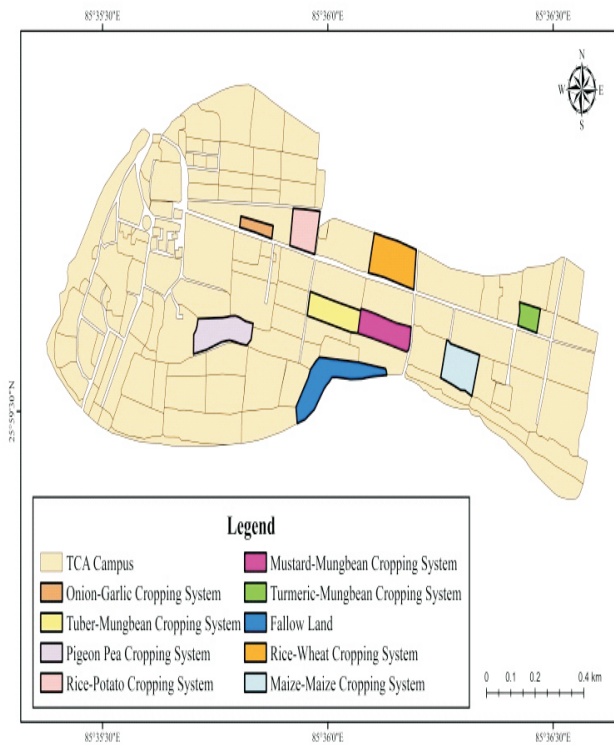 85°35'30"E 85°36'0"E 85°36'30"E
N
W E
S
25°59'30"N
Legend
TCA Campus
Onion-Garlic Cropping System
Tuber-Mungbean Cropping System
Pigeon Pea Cropping System
Rice-Potato Cropping System
Mustard-Mungbean Cropping System
Turmeric-Mungbean Cropping System
Fallow Land
Rice-Wheat Cropping System
Maize-Maize Cropping System
0 0.1 0.2 0.4 km
85°35'30"E 85°36'0"E 85°36'30"E